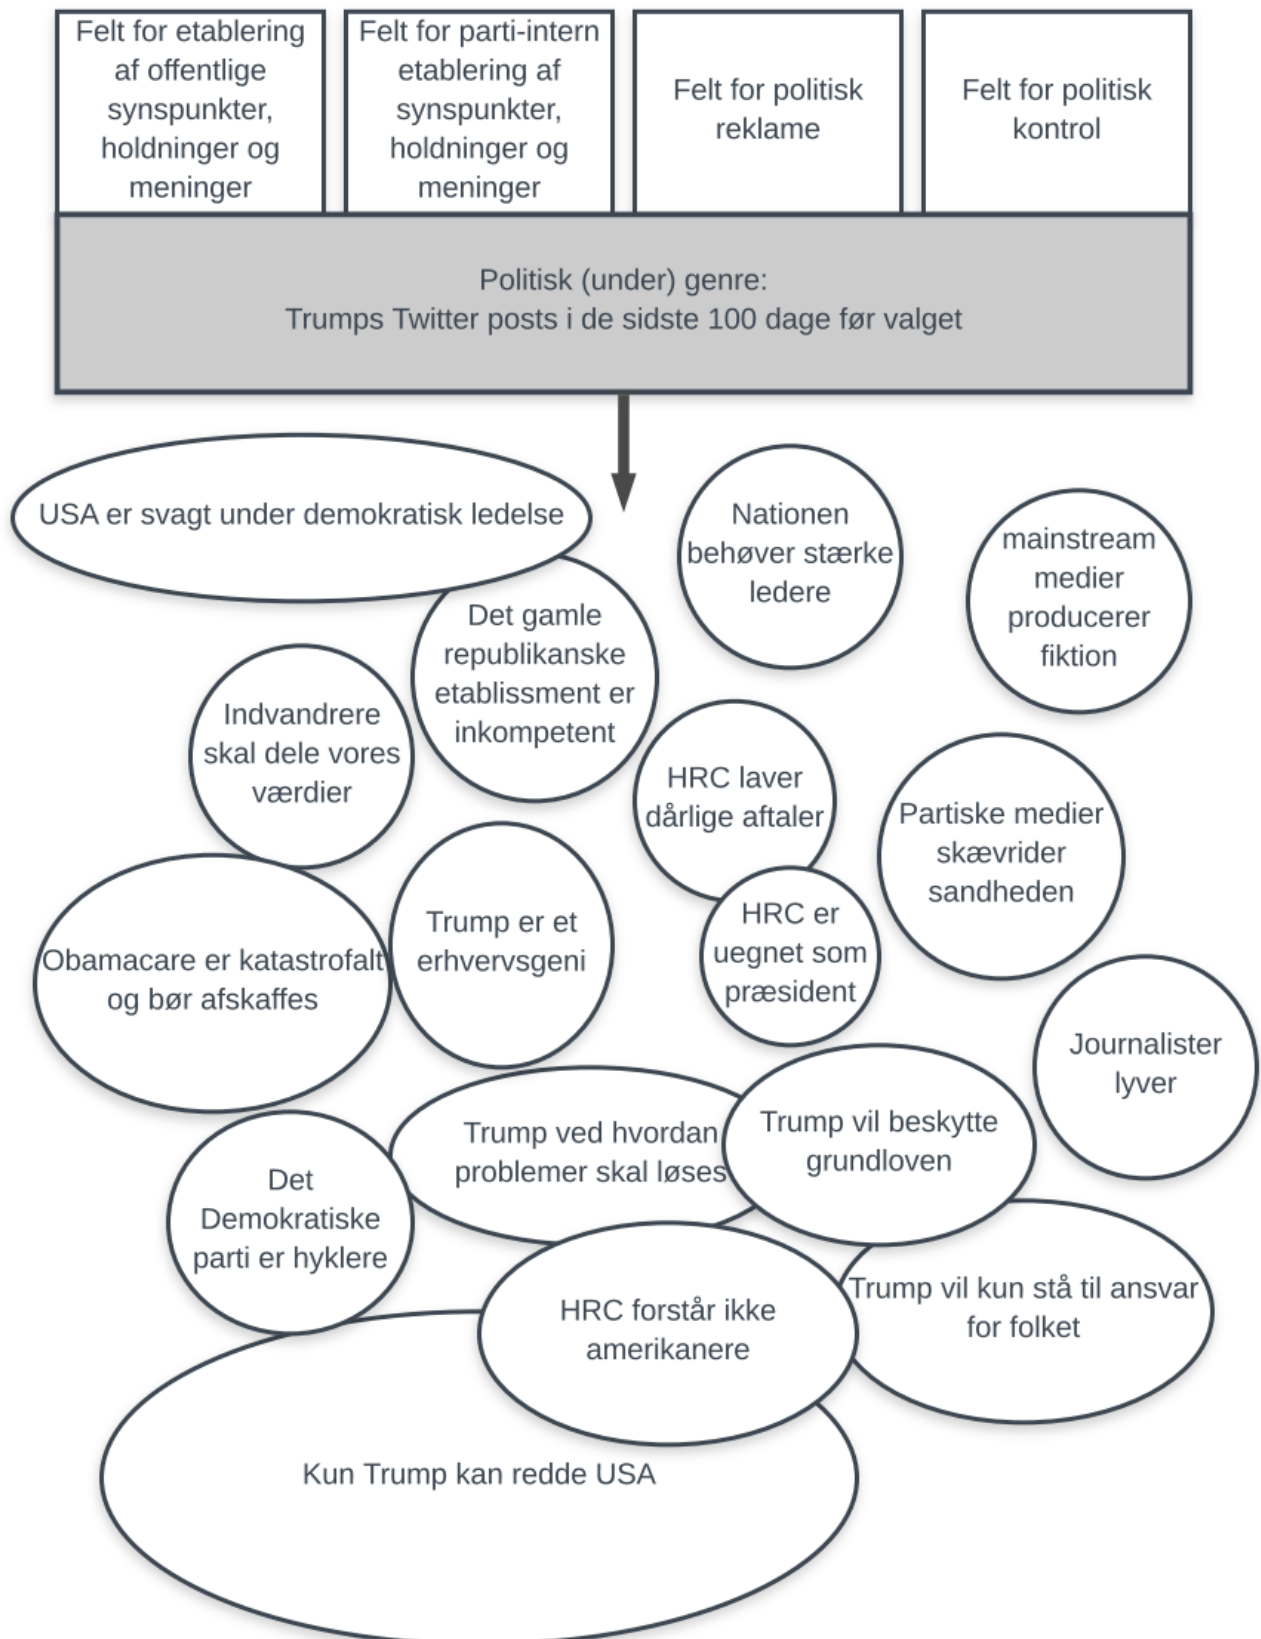 Felt for etablering
af offentlige
synspunkter,
holdninger og
meninger
Felt for parti-intern
etablering af
synspunkter,
holdninger og
meninger
Felt for politisk
reklame
Felt for politisk
kontrol
Politisk (under) genre:
Trumps Twitter posts i de sidste 100 dage før valget
USA er svagt under demokratisk ledelse
Nationen
behøver stærke
ledere
mainstream
medier
producerer
fiktion
Det gamle
republikanske
etablissment er
inkompetent
Indvandrere
skal dele vores
værdier
HRC laver
dårlige aftaler
Partiske medier
skævrider
sandheden
Trump er et
erhvervsgeni
HRC er
uegnet som
præsident
Obamacare er katastrofalt
og bør afskaffes
Journalister
lyver
Trump ved hvordan
problemer skal løses
Trump vil beskytte
grundloven
Det
Demokratiske
parti er hyklere
HRC forstår ikke
amerikanere
Trump vil kun stå til ansvar
for folket
Kun Trump kan redde USA